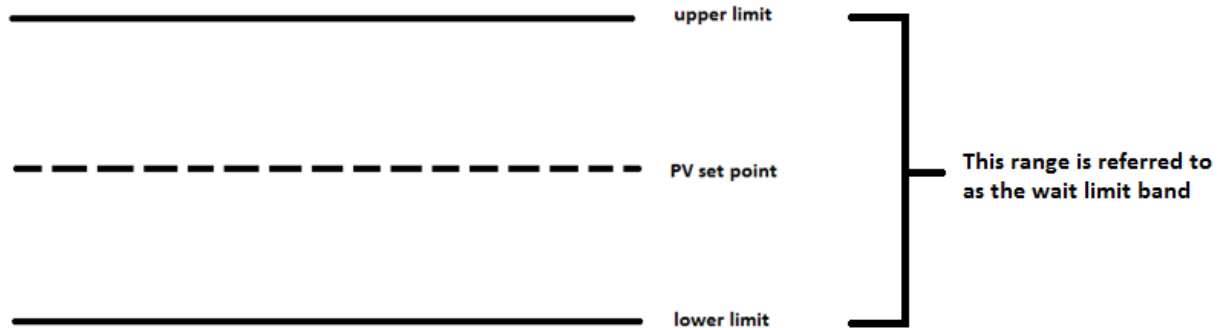 upper limit
PV set point
This range is referred to
as the wait limit band
lower limit